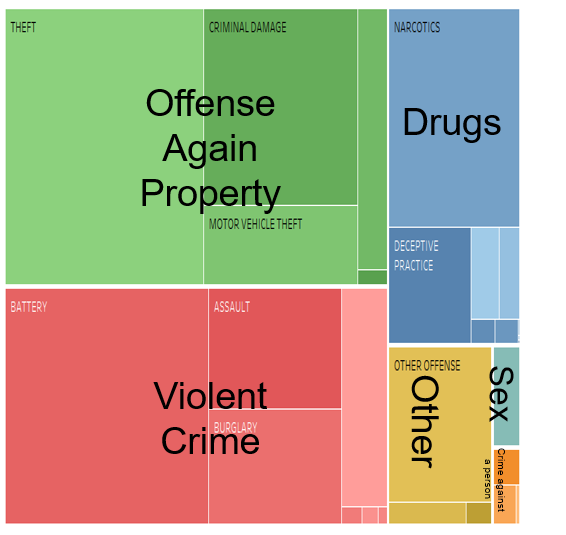 THEFT
CRIMINAL DAMAGE
NARCOTICS
Offense
Again
Property
Drugs
MOTOR VEHICLE THEFT
DECEPTIVE
PRACTICE
BATTERY
ASSAULT
OTHER OFFENSE
Sex
Other
Violent
Crime
BURGLARY
Crime against
a person